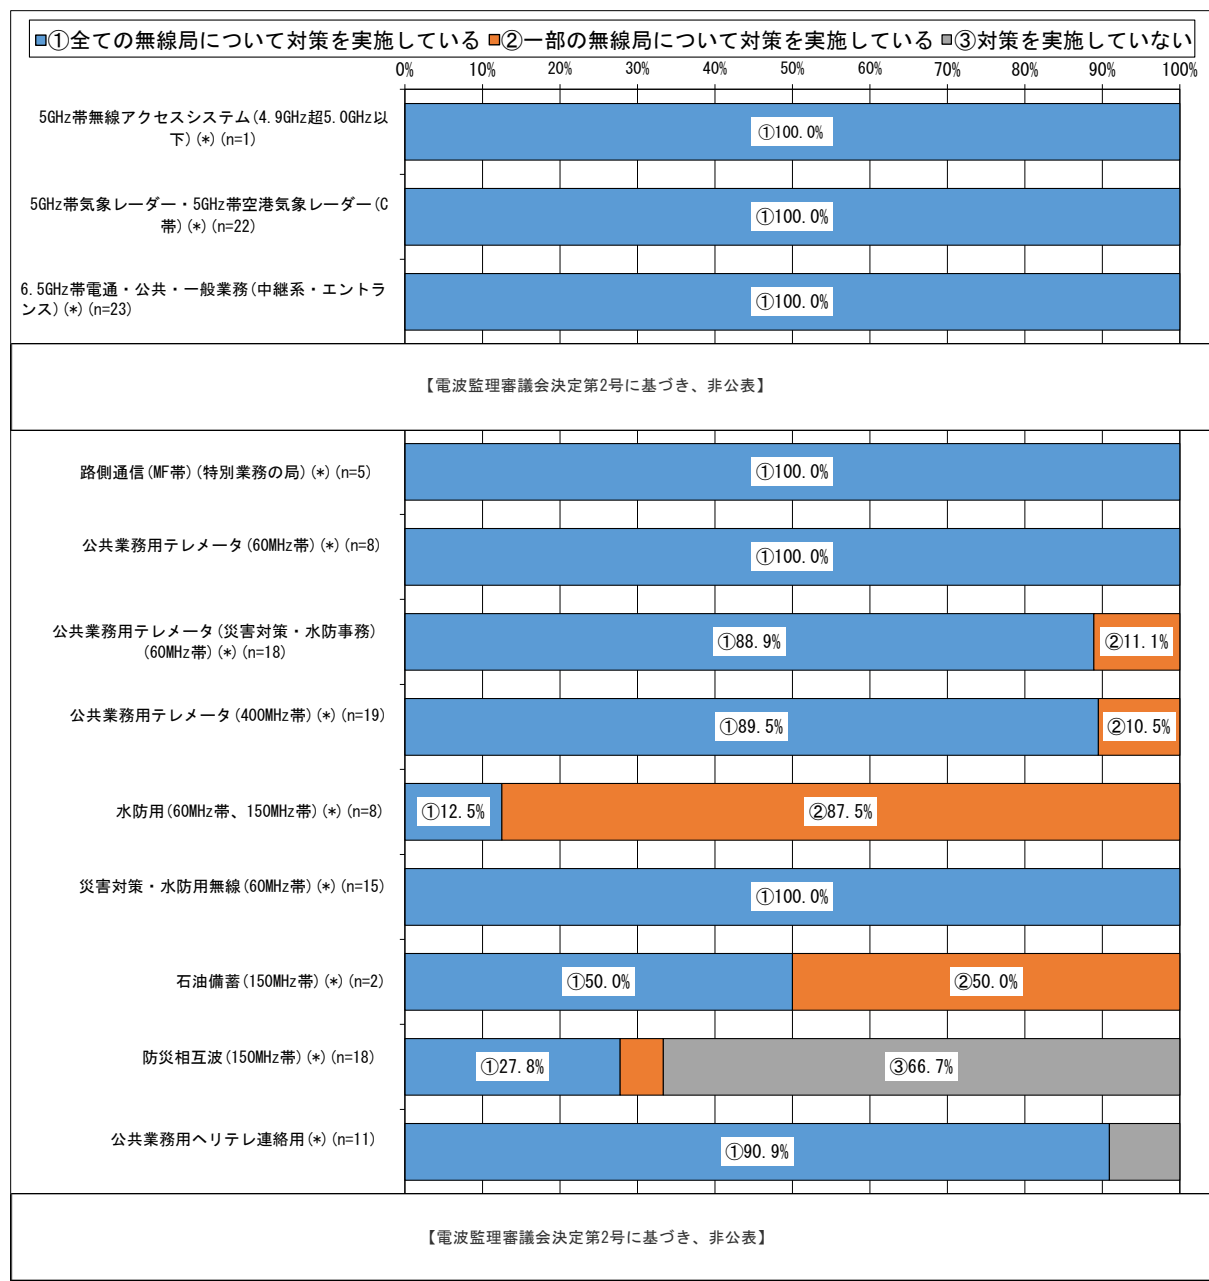 ■①全ての無線局について対策を実施している ■②一部の無線局について対策を実施している ■③対策を実施していない
0% 10% 20% 30% 40% 50% 60% 70% 80% 90% 100%
5GHz帯無線アクセスシステム(4.9GHz超5.0GHz以
下)(*)(n=1)
①100.0%
5GHz帯気象レーダー・5GHz帯空港気象レーダー(C
帯)(*)(n=22)
①100.0%
6.5GHz帯電通・公共・一般業務(中継系・エントラ
ンス)(*)(n=23)
①100.0%
【電波監理審議会決定第2号に基づき、非公表】
路側通信(MF帯)(特別業務の局)(*)(n=5)
①100.0%
公共業務用テレメータ(60MHz帯)(*)(n=8)
①100.0%
公共業務用テレメータ(災害対策・水防事務)
(60MHz帯)(*)(n=18)
①88.9% ②11.1%
公共業務用テレメータ(400MHz帯)(*)(n=19)
①89.5% ②10.5%
水防用(60MHz帯、150MHz帯)(*)(n=8)
①12.5% ②87.5%
災害対策・水防用無線(60MHz帯)(*)(n=15)
①100.0%
石油備蓄(150MHz帯)(*)(n=2)
①50.0% ②50.0%
防災相互波(150MHz帯)(*)(n=18)
①27.8% ③66.7%
公共業務用ヘリテレ連絡用(*)(n=11)
①90.9%
【電波監理審議会決定第2号に基づき、非公表】